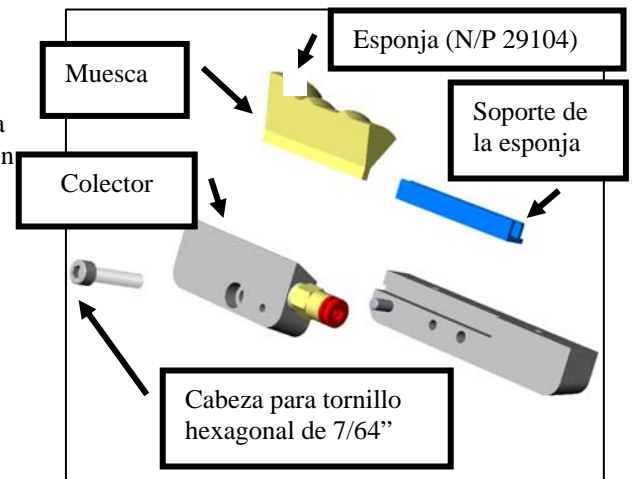 Esponja (N/P 29104)
Muesca
Soporte de
la esponja
Colector
Cabeza para tornillo
hexagonal de 7/64”